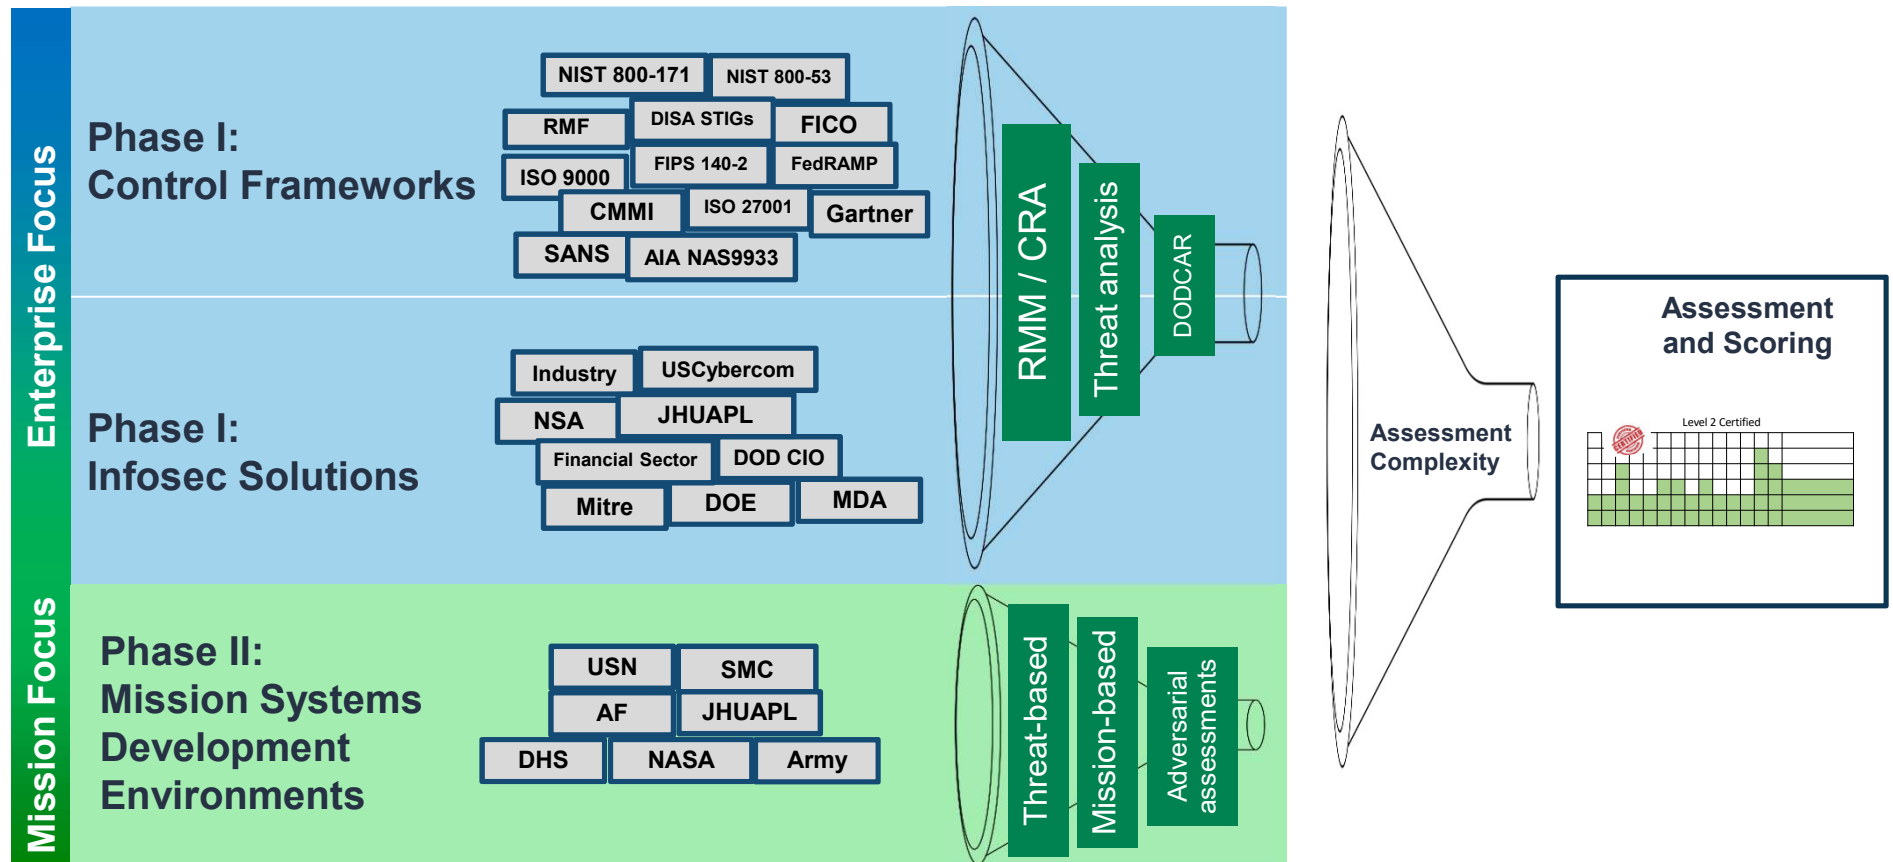 Enterprise Focus
Mission Focus
Phase I:
Control Frameworks
NIST 800-171
NIST 800-53
RMF
DISA STIGs
FICO
ISO 9000
FIPS 140-2
FedRAMP
CMMI
ISO 27001
Gartner
SANS
AIA NAS9933
Phase I:
Infosec Solutions
Industry
USCybercom
NSA
JHUAPL
Financial Sector
DOD CIO
Mitre
DOE
MDA
RMM / CRA
Threat analysis
DODCAR
Phase II:
Mission Systems
Development
Environments
USN
SMC
AF
JHUAPL
DHS
NASA
Army
Threat-based
Mission-based
Adversarial
assessments
Assessment
Complexity
Assessment
and Scoring
Level 2 Certified
CERTIFIED